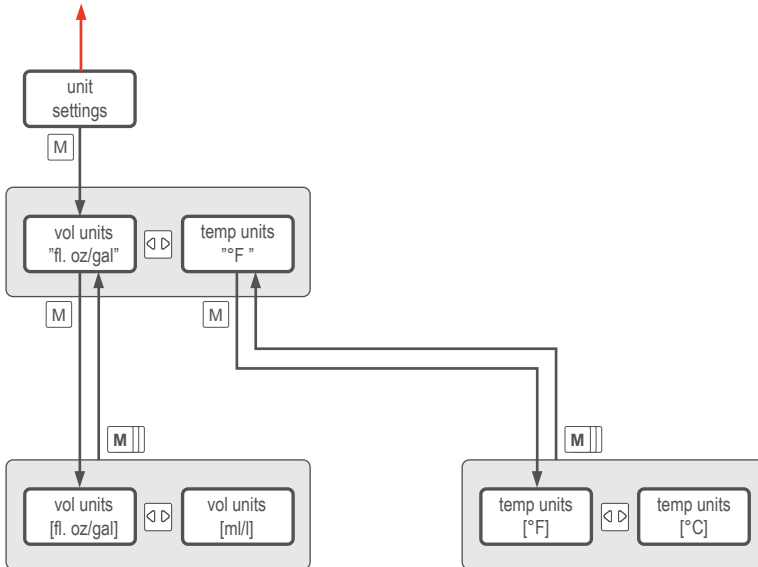 unit
settings
M
vol units
"fl. oz/gal"
temp units
"°F "
M
M
M
M
vol units
[fl. oz/gal]
vol units
[ml/l]
temp units
[°F]
temp units
[°C]